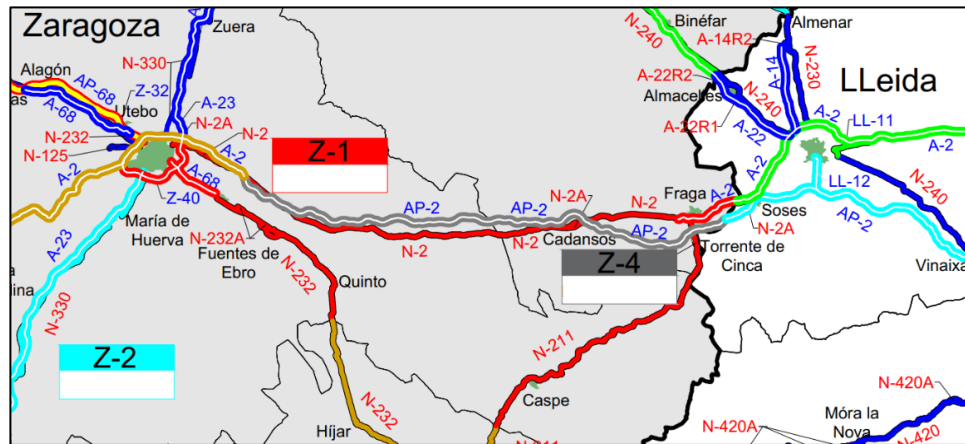 Zaragoza
Zuera
A-2
Alagón
as
AP-68
A-68
Utebo
N-330
Z-32
A-23
N-232
N-125
N-2A
N-2
A-2
A-2
A-68
Z-40
María de
Huerva
A-23
N-330
lina
N-232A
Fuentes de
Ebro
N-232
Quinto
N-232
Híjar
Z-1
Z-2
Z-4
AP-2
AP-2
N-2
N-2
N-2A
Cadansos
AP-2
N-2
Fraga
A-2
Torrente de
Cinca
N-211
Caspe
N-211
Binéfar
N-240
A-14R2
Almenar
A-22R2
Almacelles
N-240
A-14
N-230
A-22R1
A-22
LLeida
A-2
LL-11
A-2
A-2
LL-12
Soses
N-2A
AP-2
N-240
Vinaixa
N-420A
Móra la
Nova
N-420A
N-420